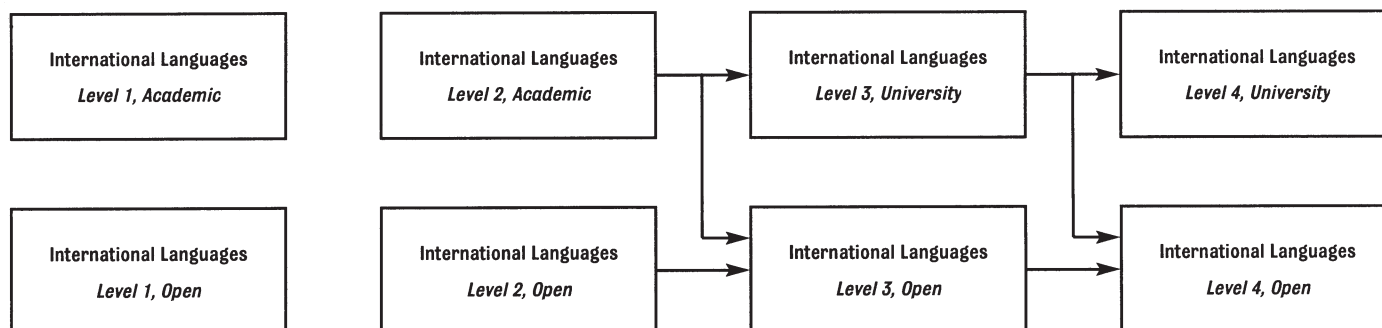 International Languages
Level 1, Academic
International Languages
Level 2, Academic
International Languages
Level 3, University
International Languages
Level 4, University
International Languages
Level 1, Open
International Languages
Level 2, Open
International Languages
Level 3, Open
International Languages
Level 4, Open